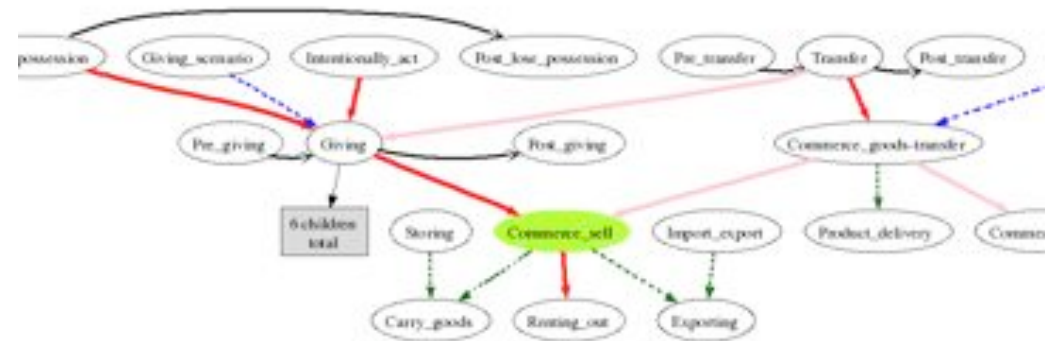 possession
Giving_scenario
Intentionally_act
Post_lose_possession
Pre_transfer
Transfer
Post_transfer
Pre_giving
Giving
Post_giving
Commerce_goods-transfer
6 children
total
Storing
Commerce_sell
Import_export
Product_delivery
Comme
Carry_goods
Renting_out
Exporting